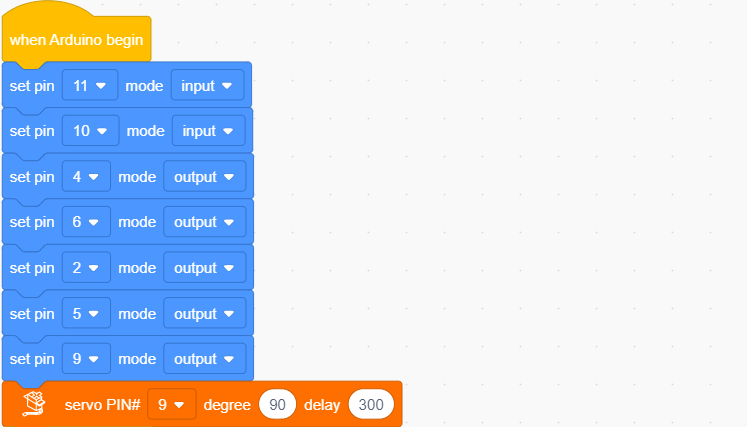 when Arduino begin
set pin 11 mode input
set pin 10 mode input
set pin 4 mode output
set pin 6 mode output
set pin 2 mode output
set pin 5 mode output
set pin 9 mode output
servo PIN# 9 degree 90 delay 300